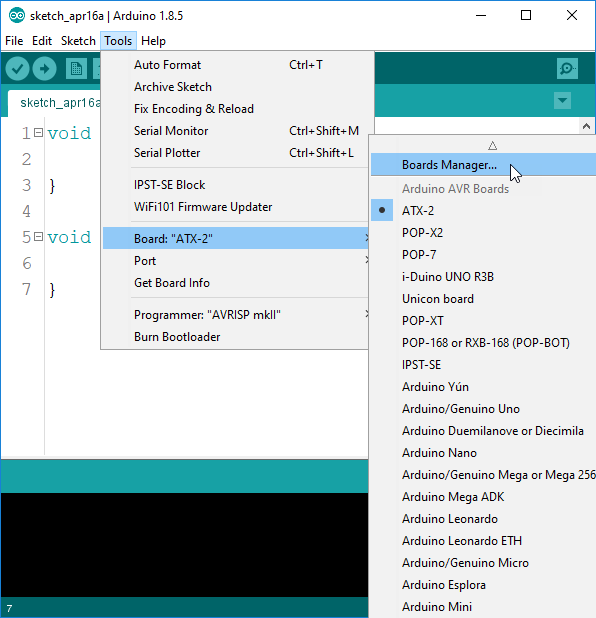 sketch_apr16a | Arduino 1.8.5
File Edit Sketch Tools Help
sketch_apr16a
1 void
2
3 }
4
5 void
6
7 }
Auto Format Ctrl+T
Archive Sketch
Fix Encoding & Reload
Serial Monitor Ctrl+Shift+M
Serial Plotter Ctrl+Shift+L
IPST-SE Block
WiFi101 Firmware Updater
Board: "ATX-2"
Port
Get Board Info
Programmer: "AVRISP mkII"
Burn Bootloader
Boards Manager...
Arduino AVR Boards
ATX-2
POP-X2
POP-7
i-Duino UNO R3B
Unicon board
POP-XT
POP-168 or RXB-168 (POP-BOT)
IPST-SE
Arduino Yún
Arduino/Genuino Uno
Arduino Duemilanove or Diecimila
Arduino Nano
Arduino/Genuino Mega or Mega 256
Arduino Mega ADK
Arduino Leonardo
Arduino Leonardo ETH
Arduino/Genuino Micro
Arduino Esplora
Arduino Mini
7